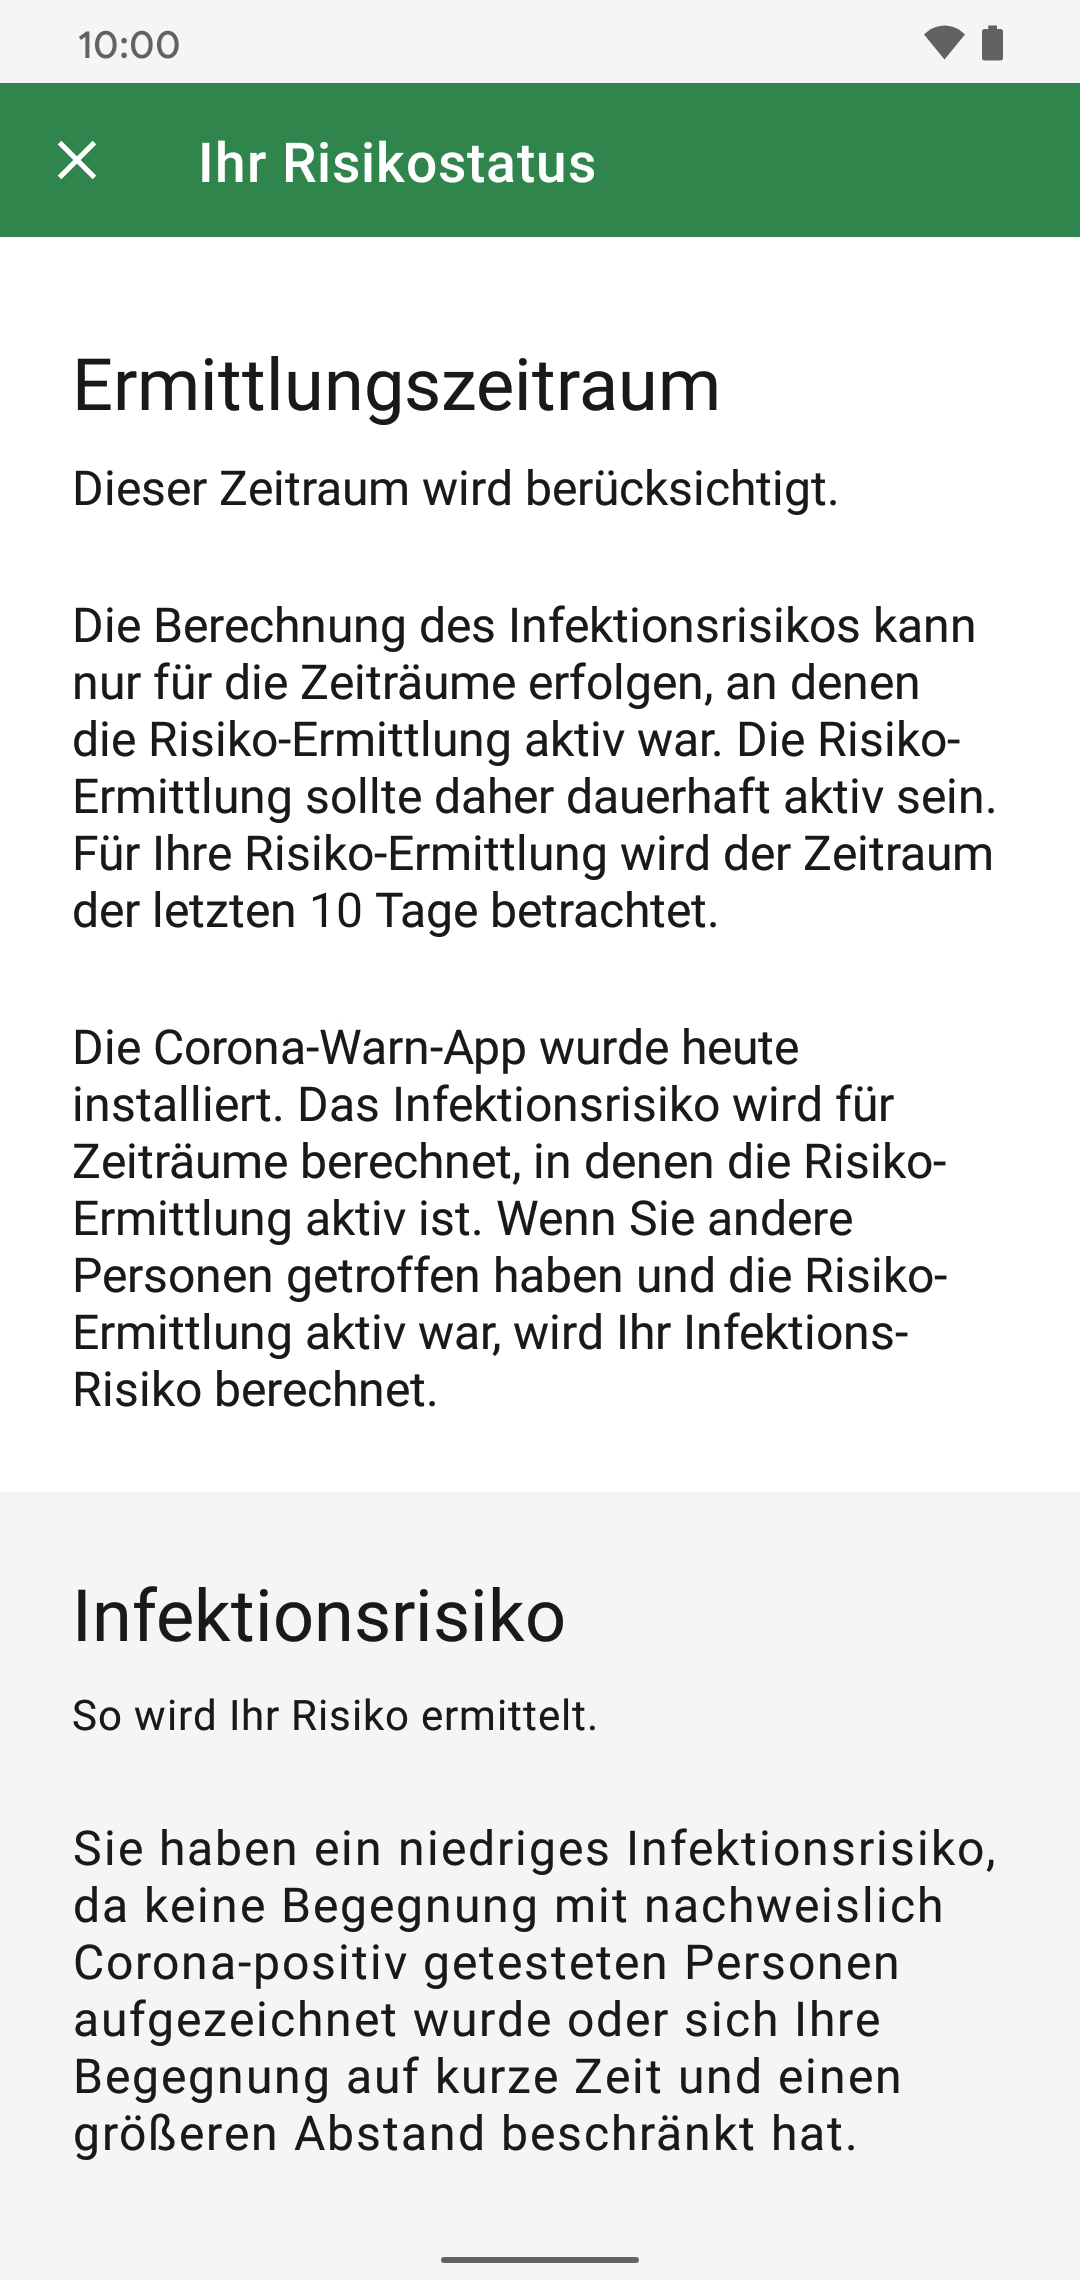 10:00
Ihr Risikostatus
Ermittlungszeitraum
Dieser Zeitraum wird berücksichtigt.
Die Berechnung des Infektionsrisikos kann
nur für die Zeiträume erfolgen, an denen
die Risiko-Ermittlung aktiv war. Die Risiko-
Ermittlung sollte daher dauerhaft aktiv sein.
Für Ihre Risiko-Ermittlung wird der Zeitraum
der letzten 10 Tage betrachtet.
Die Corona-Warn-App wurde heute
installiert. Das Infektionsrisiko wird für
Zeiträume berechnet, in denen die Risiko-
Ermittlung aktiv ist. Wenn Sie andere
Personen getroffen haben und die Risiko-
Ermittlung aktiv war, wird Ihr Infektions-
Risiko berechnet.
Infektionsrisiko
So wird Ihr Risiko ermittelt.
Sie haben ein niedriges Infektionsrisiko,
da keine Begegnung mit nachweislich
Corona-positiv getesteten Personen
aufgezeichnet wurde oder sich Ihre
Begegnung auf kurze Zeit und einen
größeren Abstand beschränkt hat.